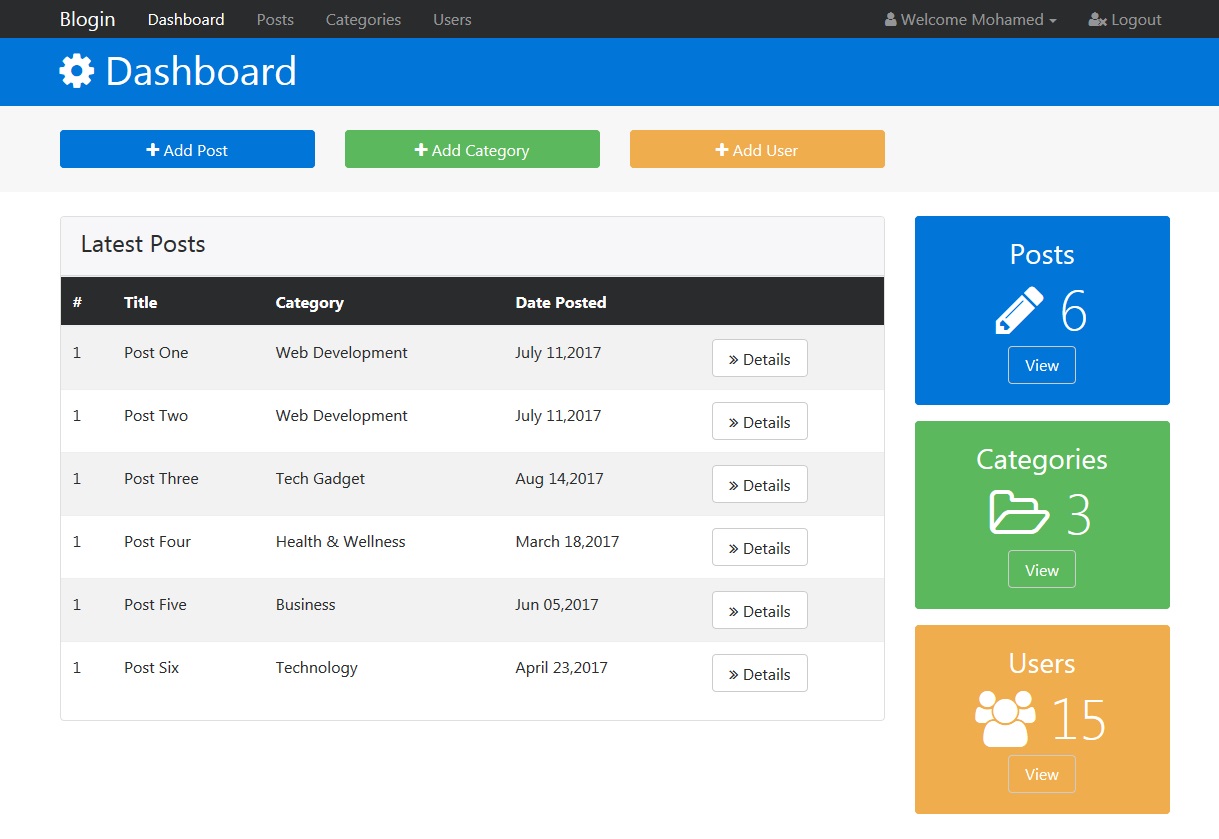 Blogin Dashboard Posts Categories Users Welcome Mohamed Logout
Dashboard
Add Post Add Category Add User
Latest Posts
# Title Category Date Posted
1 Post One Web Development July 11,2017 » Details
1 Post Two Web Development July 11,2017 » Details
1 Post Three Tech Gadget Aug 14,2017 » Details
1 Post Four Health & Wellness March 18,2017 » Details
1 Post Five Business Jun 05,2017 » Details
1 Post Six Technology April 23,2017 » Details
Posts
6
View
Categories
3
View
Users
15
View